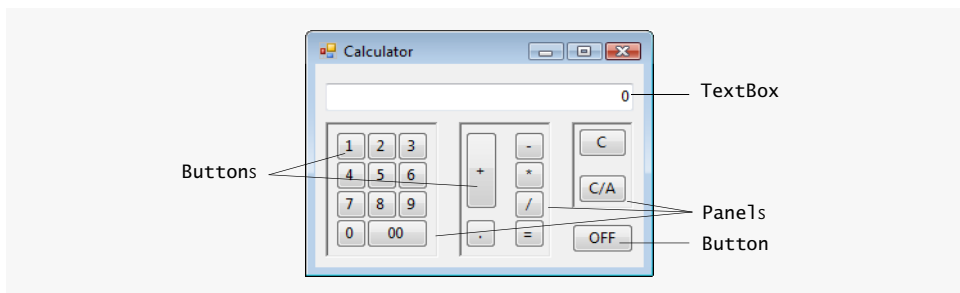 Calculator
0
TextBox
1 2 3
4 5 6
7 8 9
0 00
+
-
*
/
.
=
C
C/A
OFF
Buttons
Panels
Button